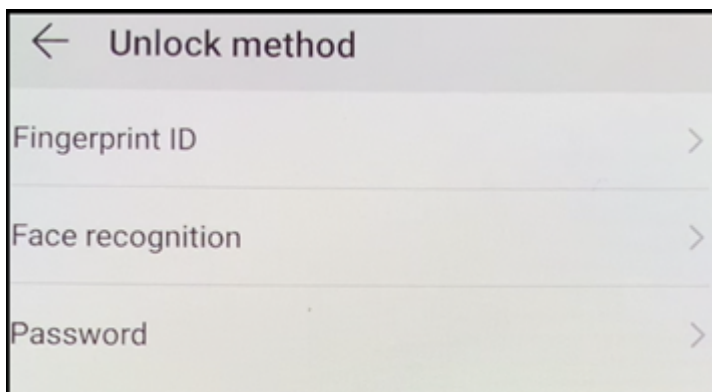 Unlock method
Fingerprint ID
Face recognition
Password